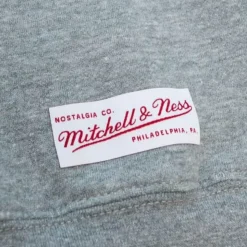 NOSTALGIA CO.
Mitchell & Ness
PHILADELPHIA, PA.